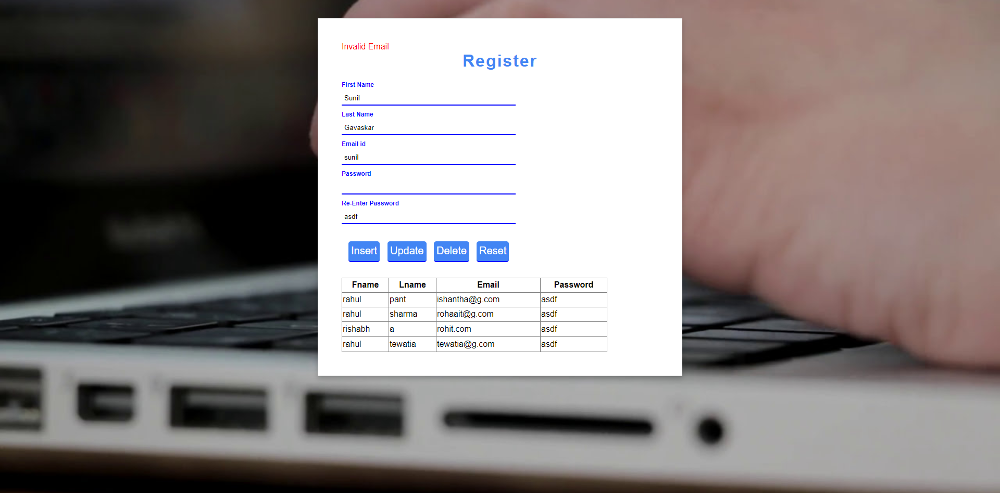 Invalid Email
Register
First Name
Sunil
Last Name
Gavaskar
Email id
sunil
Password
Re-Enter Password
asdf
Insert Update Delete Reset
Fname Lname Email Password
rahul pant ishantha@g.com asdf
rahul sharma rohaait@g.com asdf
rishabh a rohit.com asdf
rahul tewatia tewatia@g.com asdf